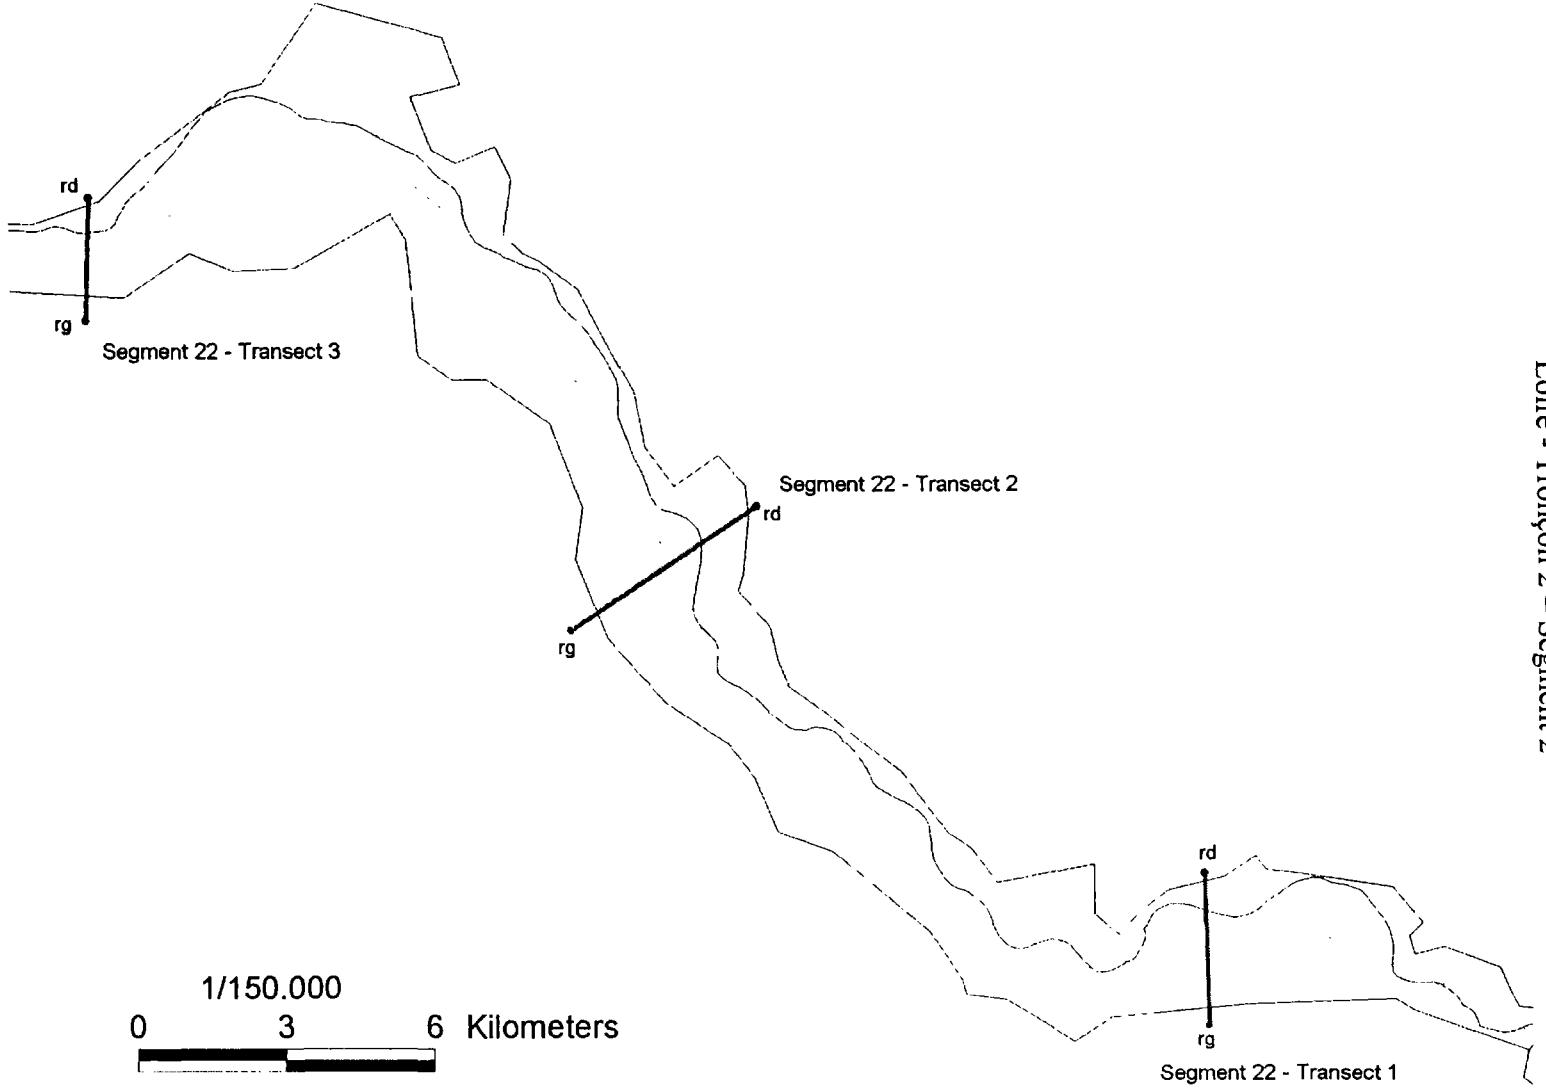 rd
rg
Segment 22 - Transect 3
Segment 22 - Transect 2
rd
rg
rd
rg
Segment 22 - Transect 1
1/150.000
0 3 6 Kilometers